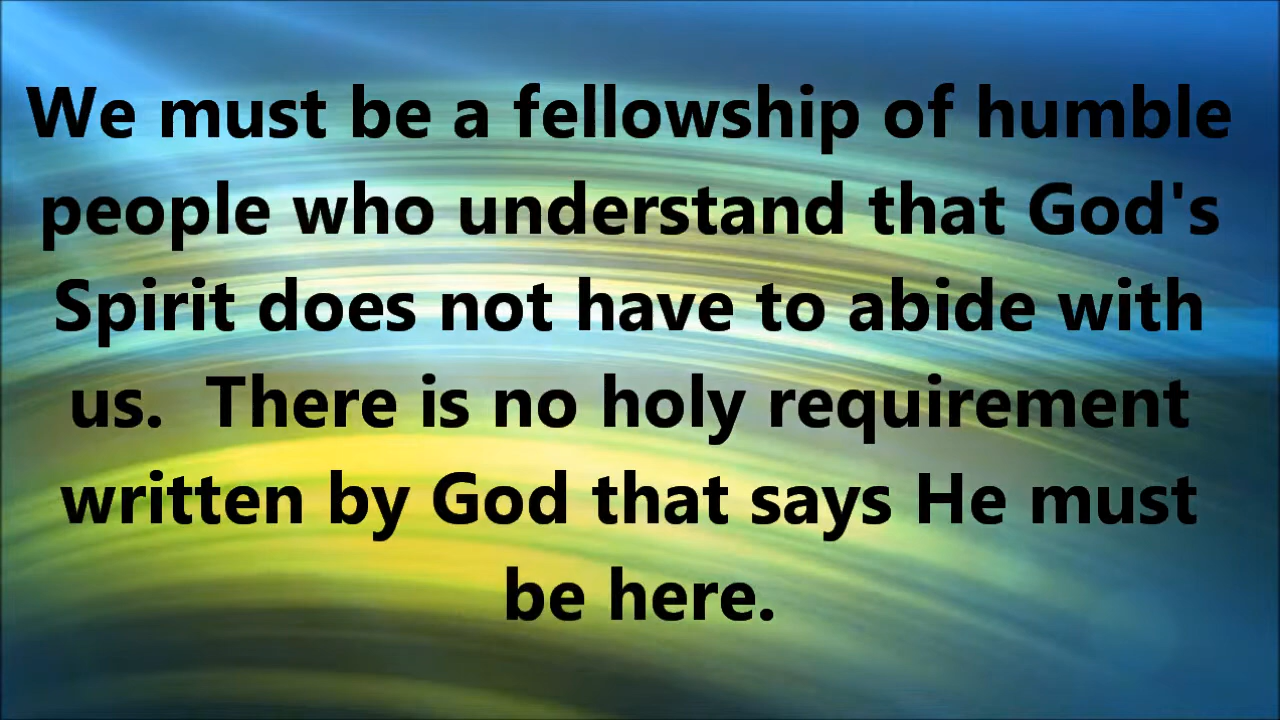 We must be a fellowship of humble
people who understand that God's
Spirit does not have to abide with
us.  There is no holy requirement
written by God that says He must
be here.